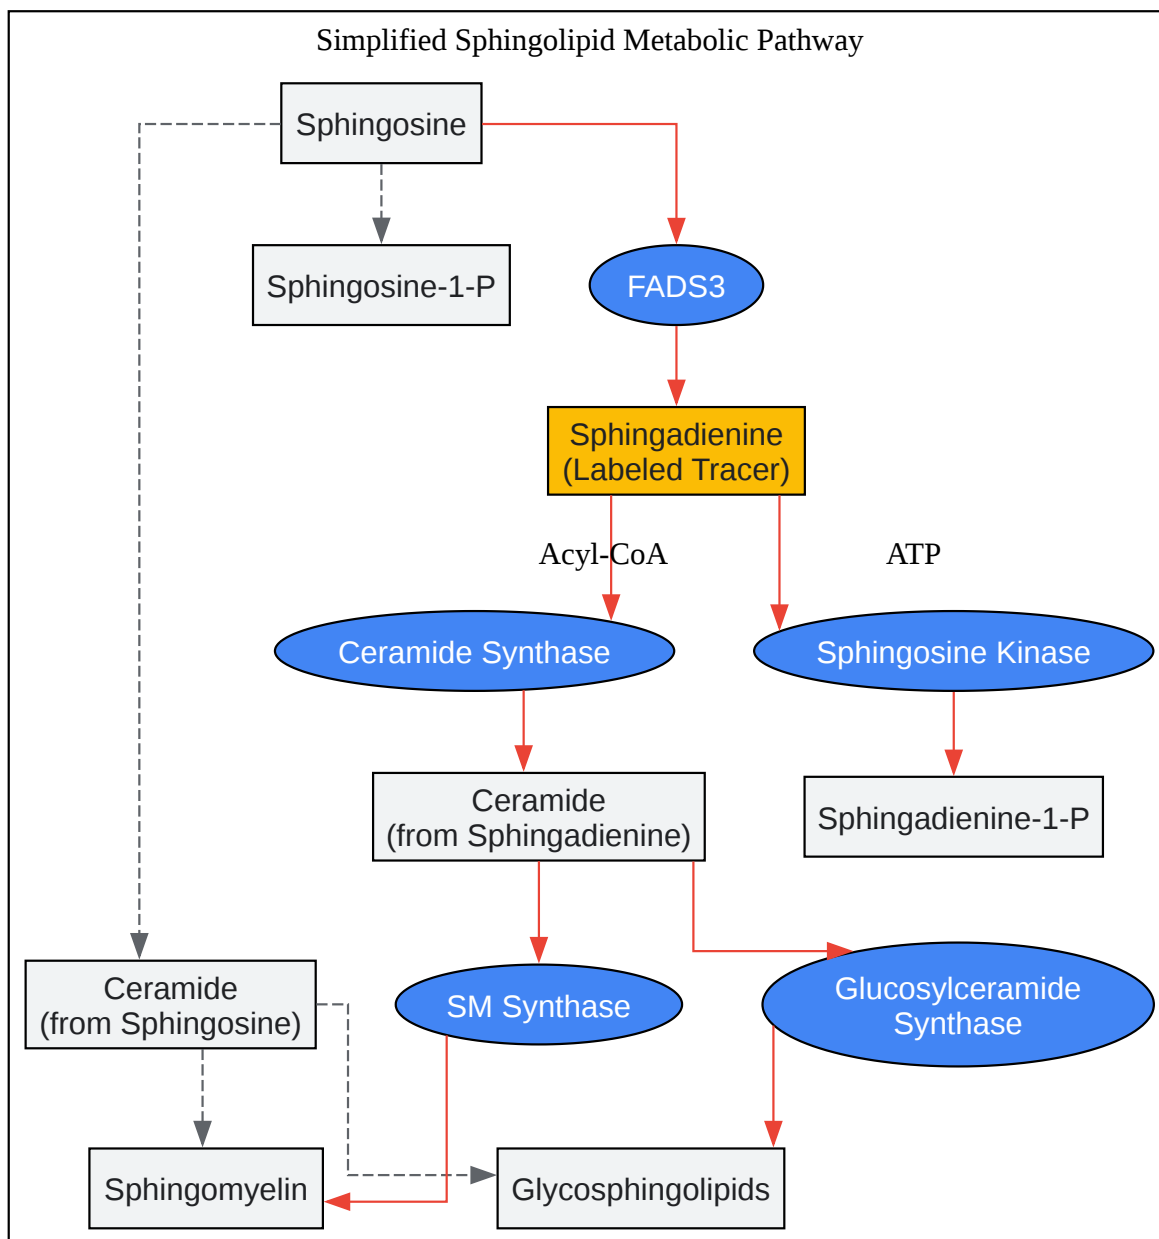 Simplified Sphingolipid Metabolic Pathway
Sphingosine
Sphingosine-1-P
FADS3
Sphingadienine
(Labeled Tracer)
Acyl-CoA
ATP
Ceramide Synthase
Sphingosine Kinase
Ceramide
(from Sphingadienine)
Sphingadienine-1-P
Ceramide
(from Sphingosine)
SM Synthase
Glucosylceramide
Synthase
Sphingomyelin
Glycosphingolipids